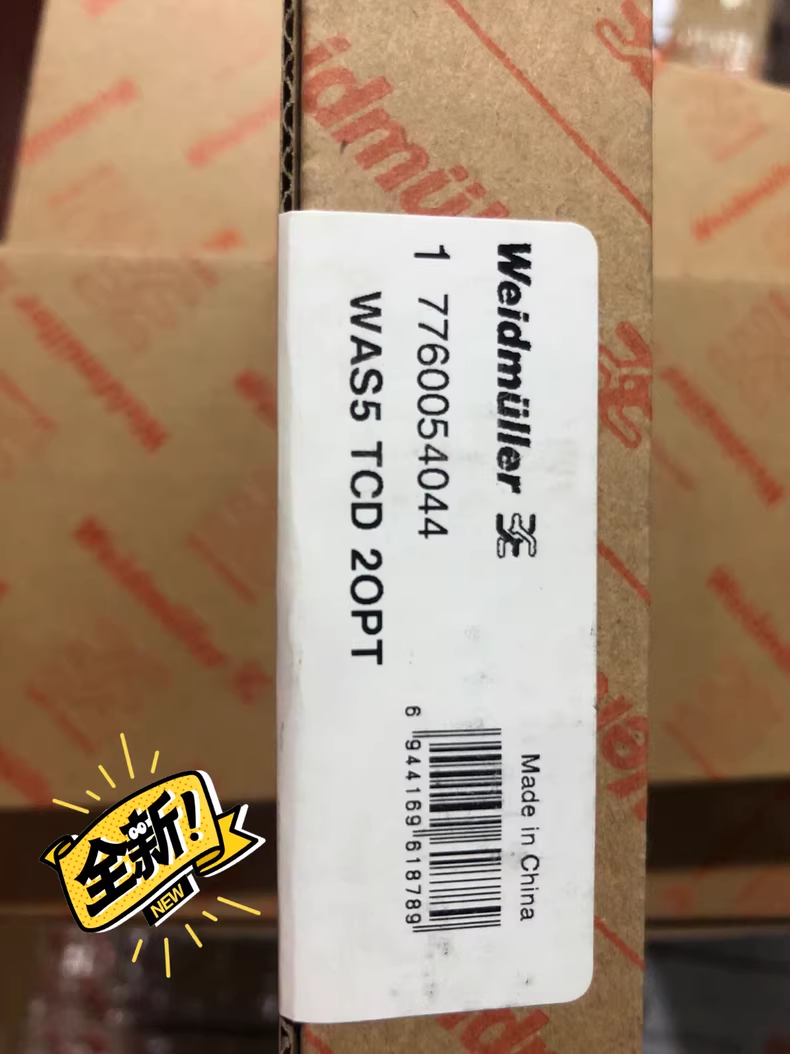 Weidmüller
1 7760054044
WAS5 TCD 2OPT
Made in China
6 944169 618789
全新!
NEW